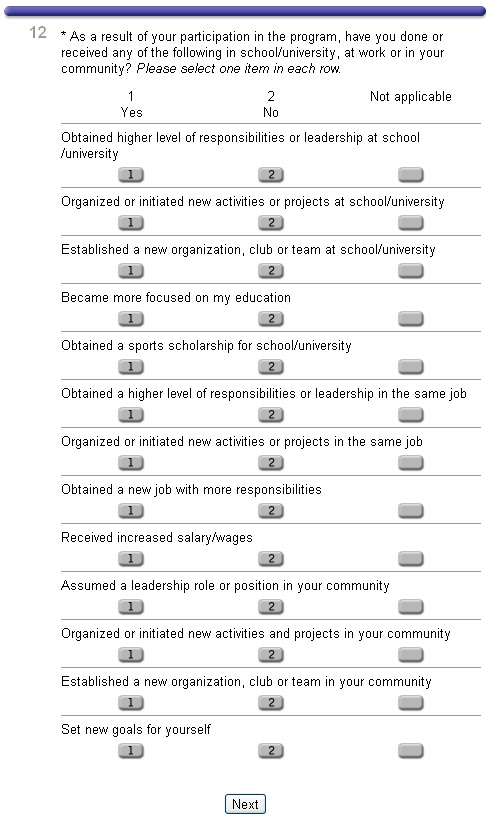 12 * As a result of your participation in the program, have you done or
received any of the following in school/university, at work or in your
community? Please select one item in each row.
1 2 Not applicable
Yes No
Obtained higher level of responsibilities or leadership at school
/university
1 2
Organized or initiated new activities or projects at school/university
1 2
Established a new organization, club or team at school/university
1 2
Became more focused on my education
1 2
Obtained a sports scholarship for school/university
1 2
Obtained a higher level of responsibilities or leadership in the same job
1 2
Organized or initiated new activities or projects in the same job
1 2
Obtained a new job with more responsibilities
1 2
Received increased salary/wages
1 2
Assumed a leadership role or position in your community
1 2
Organized or initiated new activities and projects in your community
1 2
Established a new organization, club or team in your community
1 2
Set new goals for yourself
1 2
Next